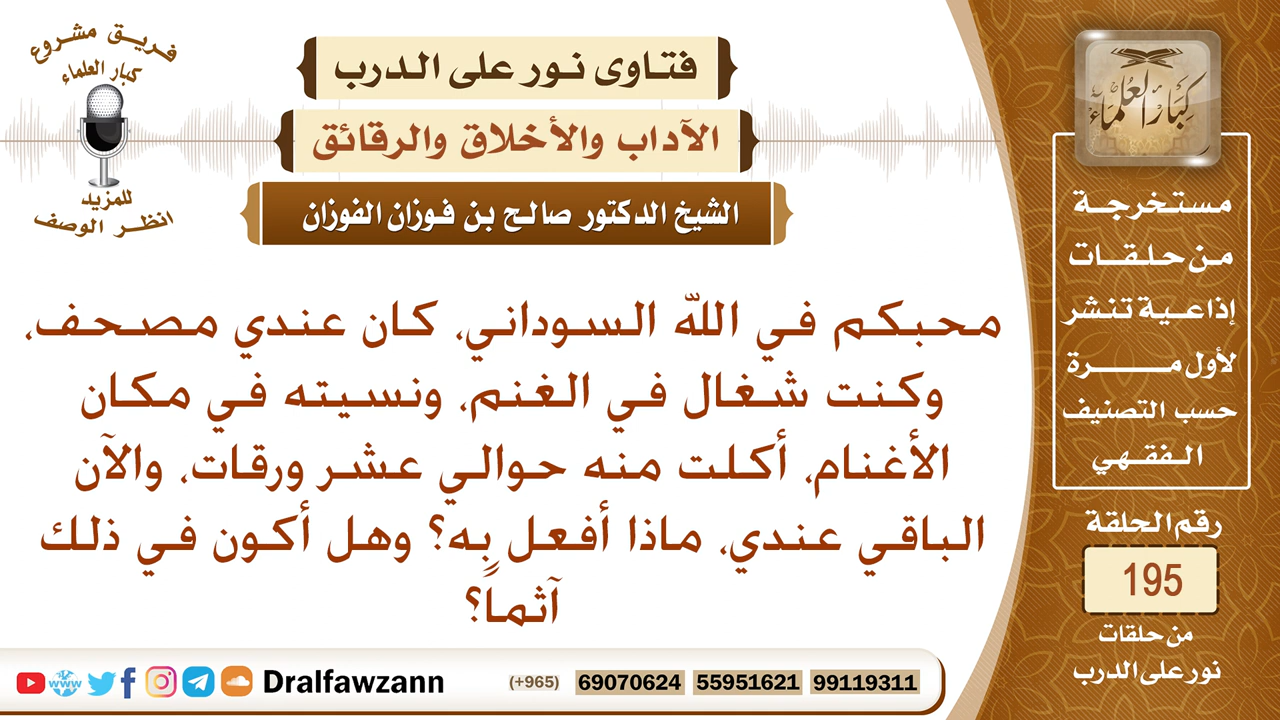 فريق مشروع
كبار العلماء
للمزيد
انظر الوصف
فتاوى نور على الدرب
الآداب والأخلاق والرقائق
الشيخ الدكتور صالح بن فوزان الفوزان
محبكم في الله السوداني، كان عندي مصحف،
وكنت شغال في الغنم، ونسيته في مكان
الأغنام، أكلت منه حوالي عشر ورقات، والآن
الباقي عندي، ماذا أفعل به؟ وهل أكون في ذلك
آثماً؟
كبار العلماء
مستخرجة
من حلقات
إذاعية تنشر
لأول مرة
حسب التصنيف
الفقهي
رقم الحلقة
195
من حلقات
نور على الدرب
www
Dralfawzann
(+965) 69070624 55951621 99119311